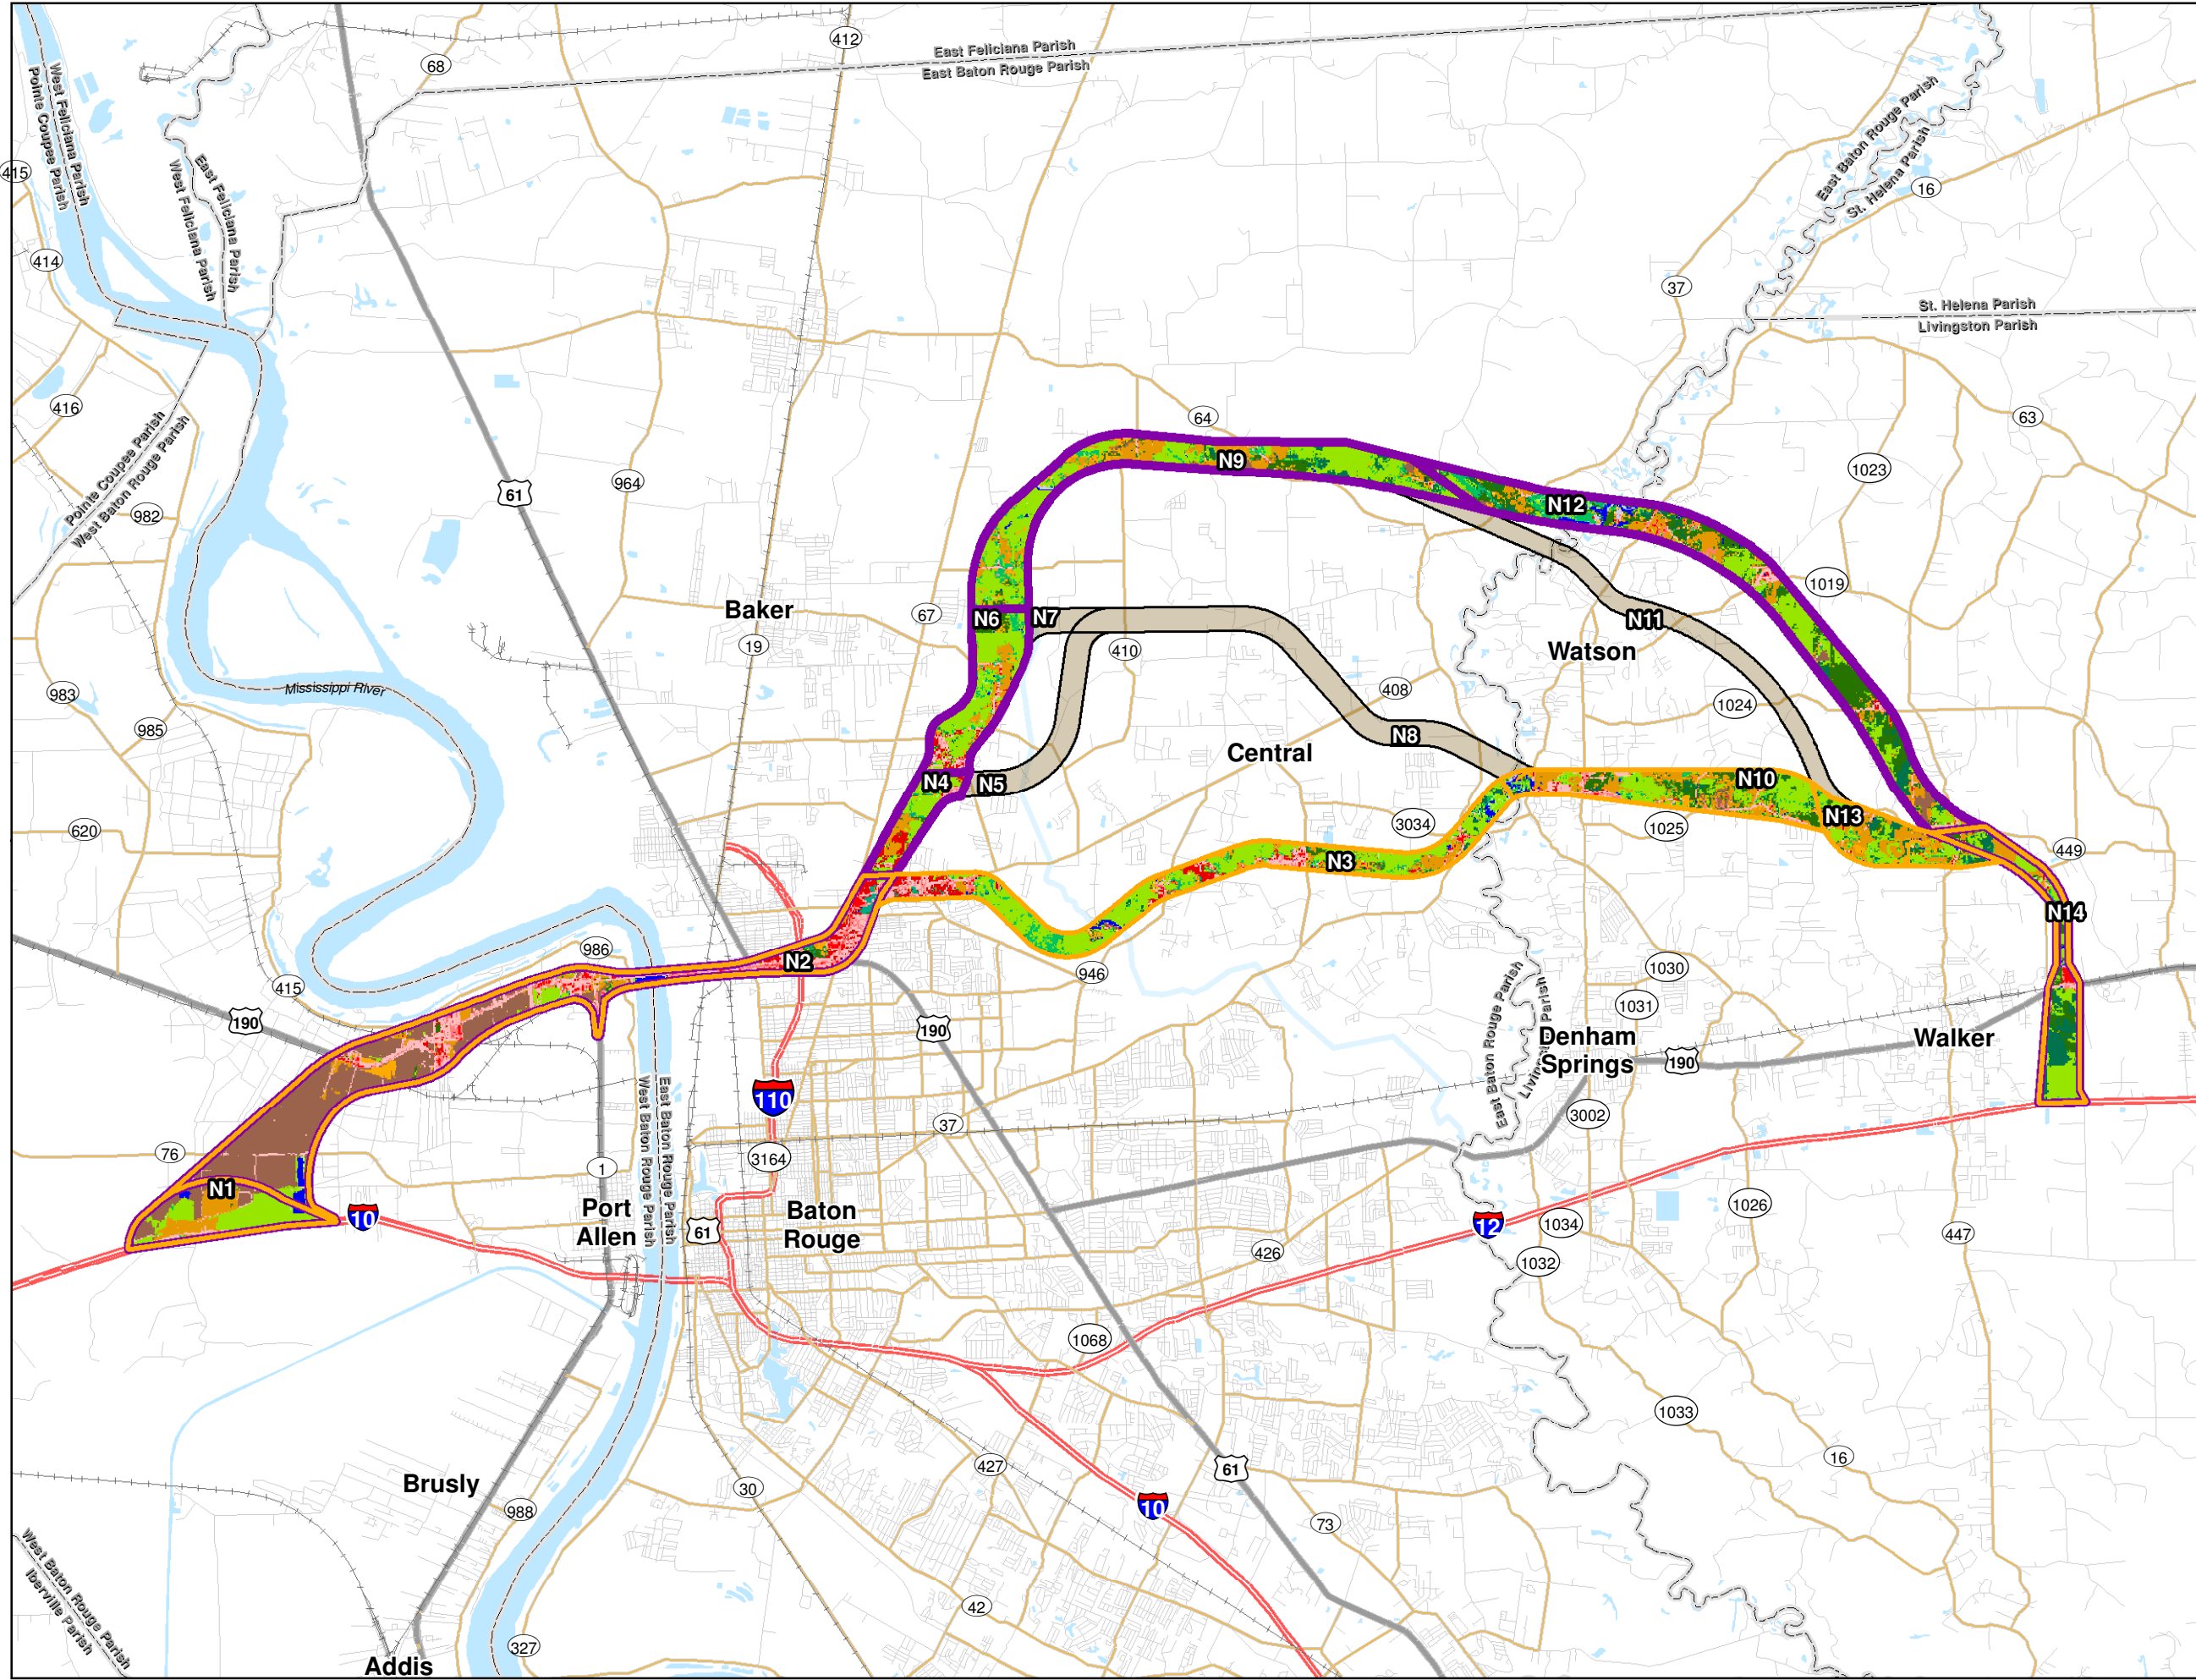 412
East Feliciana Parish
East Baton Rouge Parish
68
West Feliciana Parish
Pointe Coupee Parish
East Feliciana Parish
West Feliciana Parish
East Baton Rouge Parish
St. Helena Parish
415
16
414
37
St. Helena Parish
Livingston Parish
416
64
63
Pointe Coupee Parish
West Baton Rouge Parish
N9
1023
964
61
N12
982
1019
Baker
67
N6
N7
N11
19
410
Watson
983
Mississippi River
408
1024
985
N8
Central
N4
N5
N10
620
3034
N13
1025
449
N3
N14
986
N2
946
1030
415
1031
190
190
East Baton Rouge Parish
Livingston Parish
Denham
Springs
Walker
190
110
3002
37
76
3164
1
East Baton Rouge Parish
West Baton Rouge Parish
N1
10
Port
Allen
61
Baton
Rouge
12
1034
1026
447
426
1032
1068
1033
16
427
61
Brusly
30
10
988
73
West Baton Rouge Parish
Iberville Parish
42
327
Addis